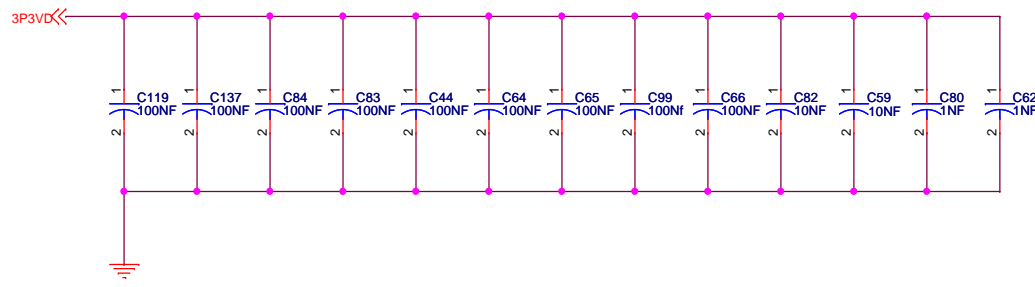 3P3VD
1 1 1 1 1 1 1 1 1 1 1 1 1
C119 C137 C84 C83 C44 C64 C65 C99 C66 C82 C59 C80 C62
100NF 100NF 100NF 100NF 100NF 100NF 100NF 100Nf 100NF 10NF 10NF 1NF 1NF
2 2 2 2 2 2 2 2 2 2 2 2 2